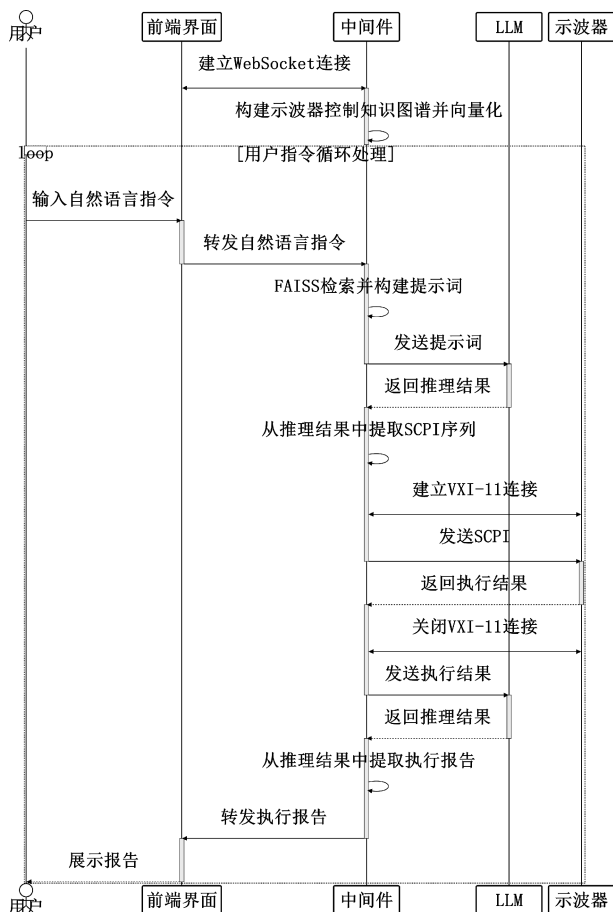 用户 前端界面 中间件 LLM 示波器
建立WebSocket连接
构建示波器控制知识图谱并向量化
loop [用户指令循环处理]
输入自然语言指令
转发自然语言指令
FAISS检索并构建提示词
发送提示词
返回推理结果
从推理结果中提取SCPI序列
建立VXI-11连接
发送SCPI
返回执行结果
关闭VXI-11连接
发送执行结果
返回推理结果
从推理结果中提取执行报告
转发执行报告
展示报告
用户 前端界面 中间件 LLM 示波器